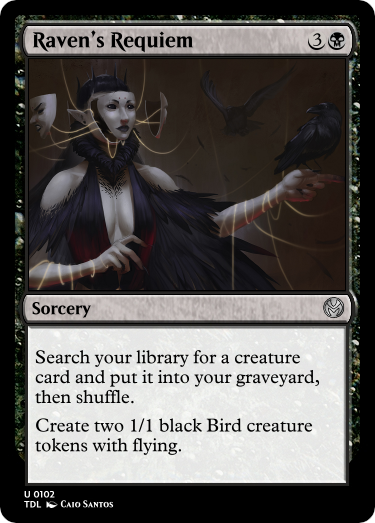 Raven's Requiem 3
Sorcery
Search your library for a creature
card and put it into your graveyard,
then shuffle.
Create two 1/1 black Bird creature
tokens with flying.
U 0102
TDL Caio Santos